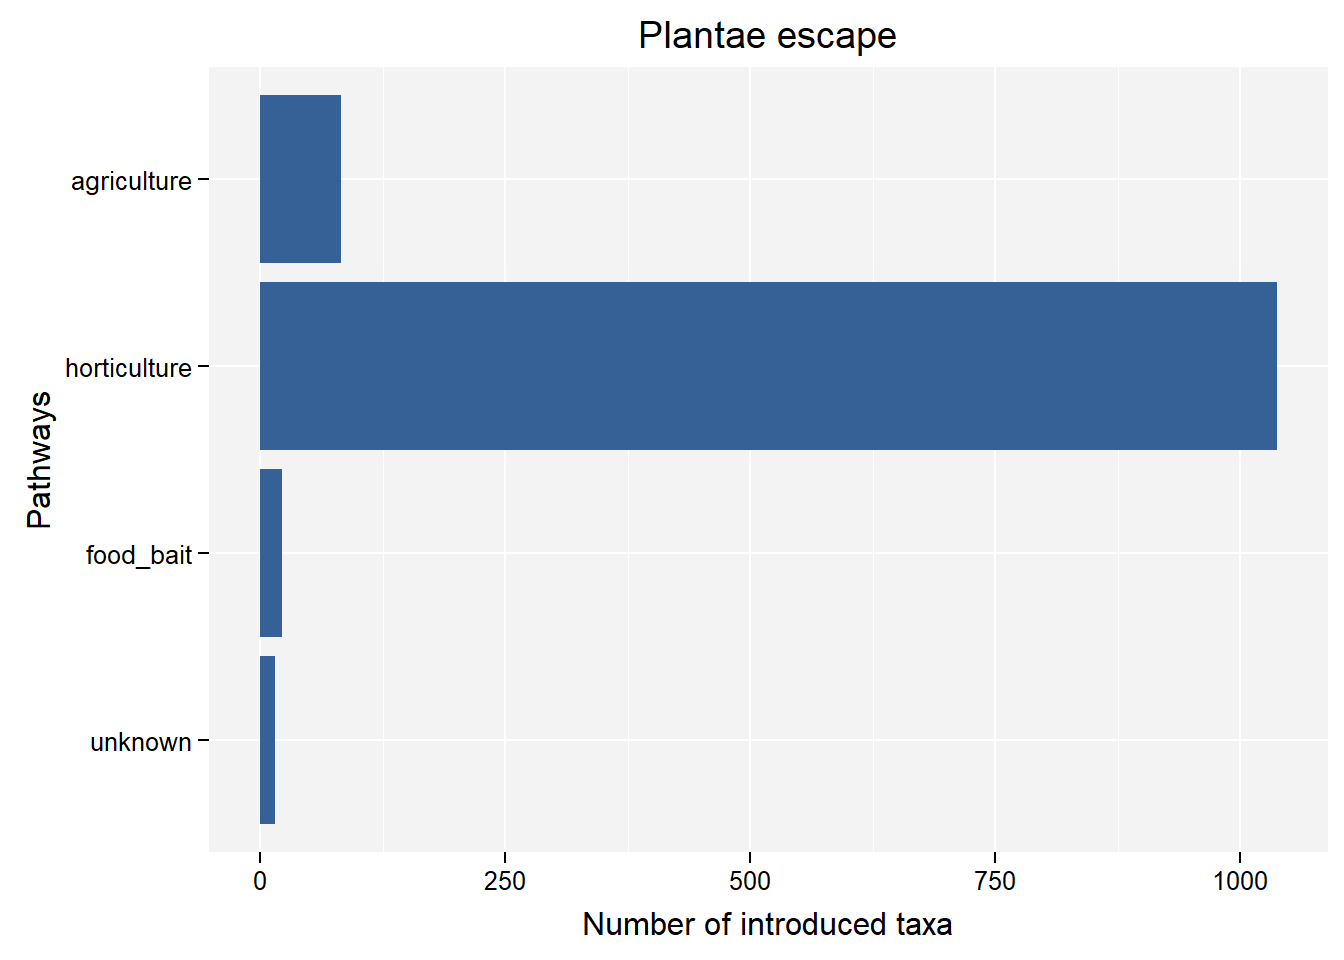 Plantae escape
Pathways
agriculture
horticulture
food_bait
unknown
0 250 500 750 1000
Number of introduced taxa